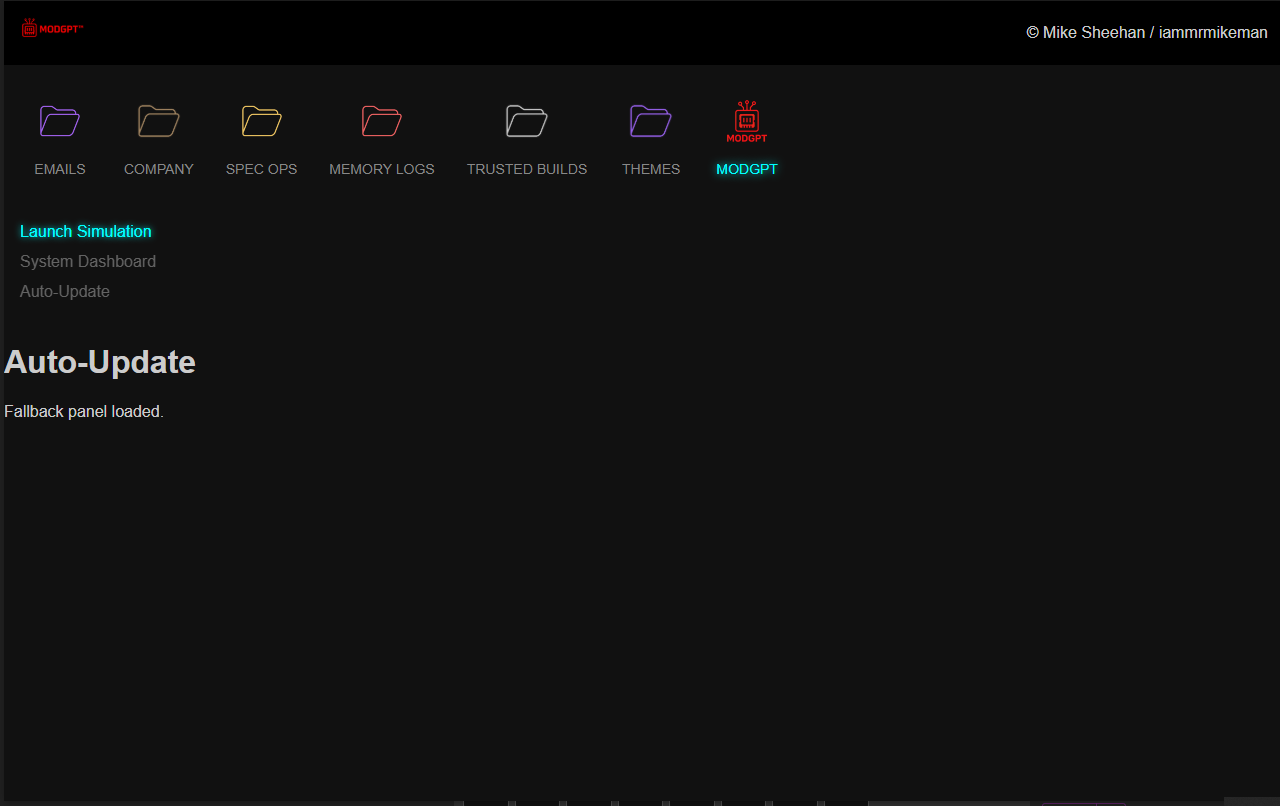 MODGPT™
© Mike Sheehan / iammrmikeman
MODGPT
EMAILS COMPANY SPEC OPS MEMORY LOGS TRUSTED BUILDS THEMES MODGPT
Launch Simulation
System Dashboard
Auto-Update
Auto-Update
Fallback panel loaded.